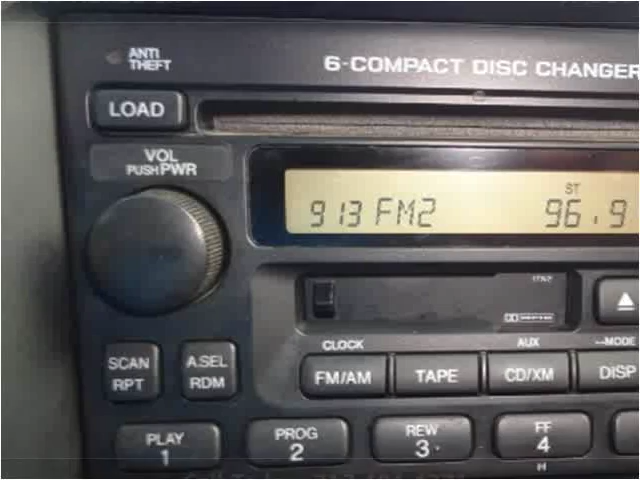 ANTI
THEFT
6-COMPACT DISC CHANGER
LOAD
VOL
PUSH PWR
ST
913 FM2 96.9
CLOCK
AUX
MODE
SCAN
RPT
A.SEL
RDM
FM/AM
TAPE
CD/XM
DISP
PLAY
1
PROG
2
REW
3
FF
4